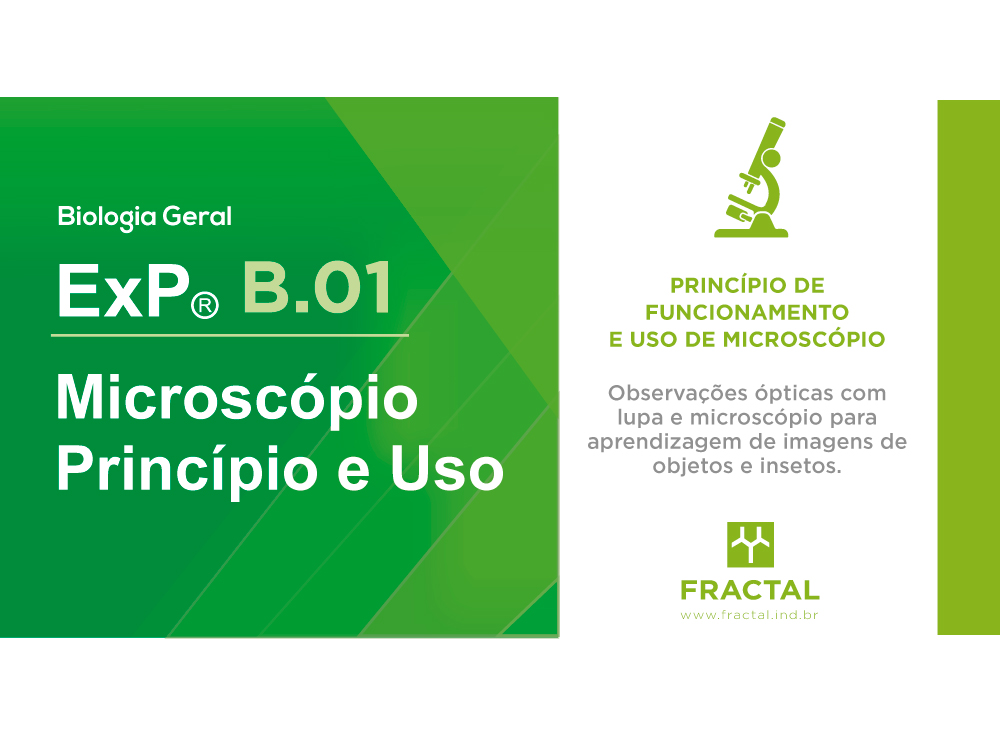 Biologia Geral
ExP® B.01
Microscópio
Princípio e Uso
PRINCÍPIO DE
FUNCIONAMENTO
E USO DE MICROSCÓPIO
Observações ópticas com
lupa e microscópio para
aprendizagem de imagens de
objetos e insetos.
FRACTAL
www.fractal.ind.br